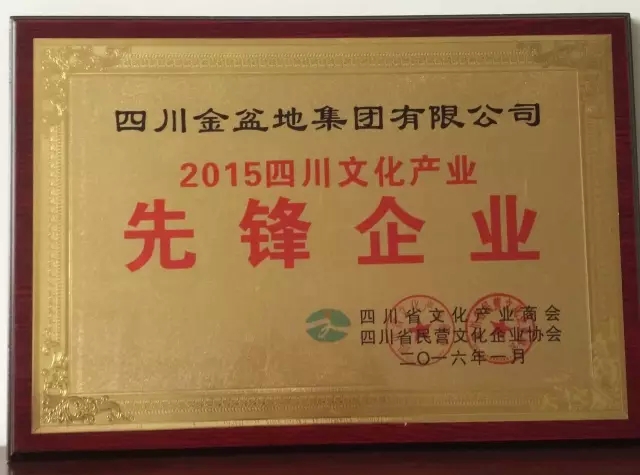 四川金盆地集团有限公司
2015四川文化产业
先锋企业
四川省文化产业商会
四川省民营文化企业协会
二〇一六年一月